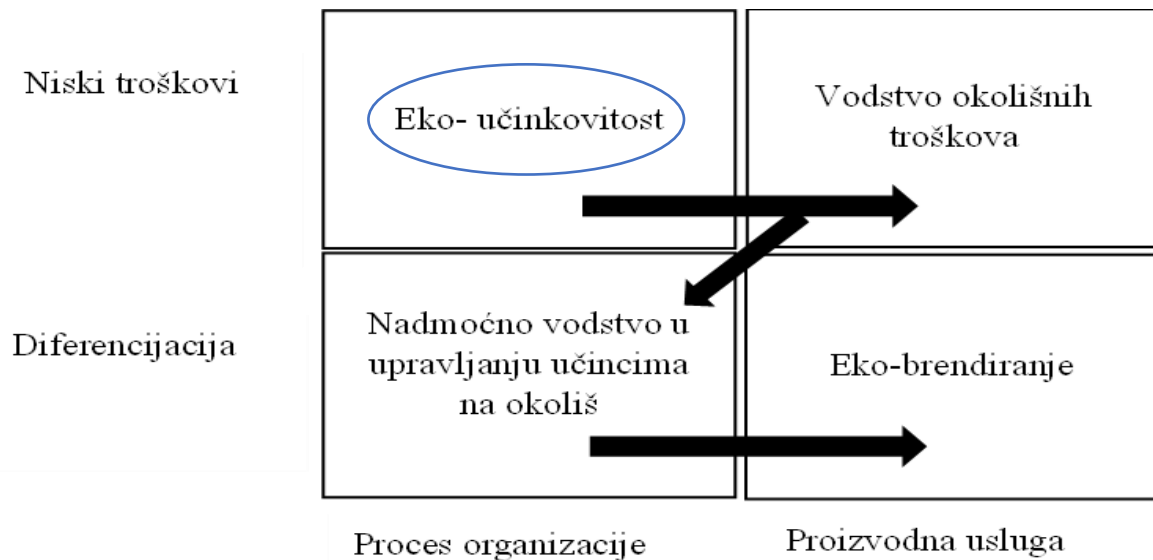 Niski troškovi
Eko- učinkovitost
Vodstvo okolišnih
troškova
Diferencijacija
Nadmoćno vodstvo u
upravljanju učincima
na okoliš
Eko-brendiranje
Proces organizacije
Proizvodna usluga